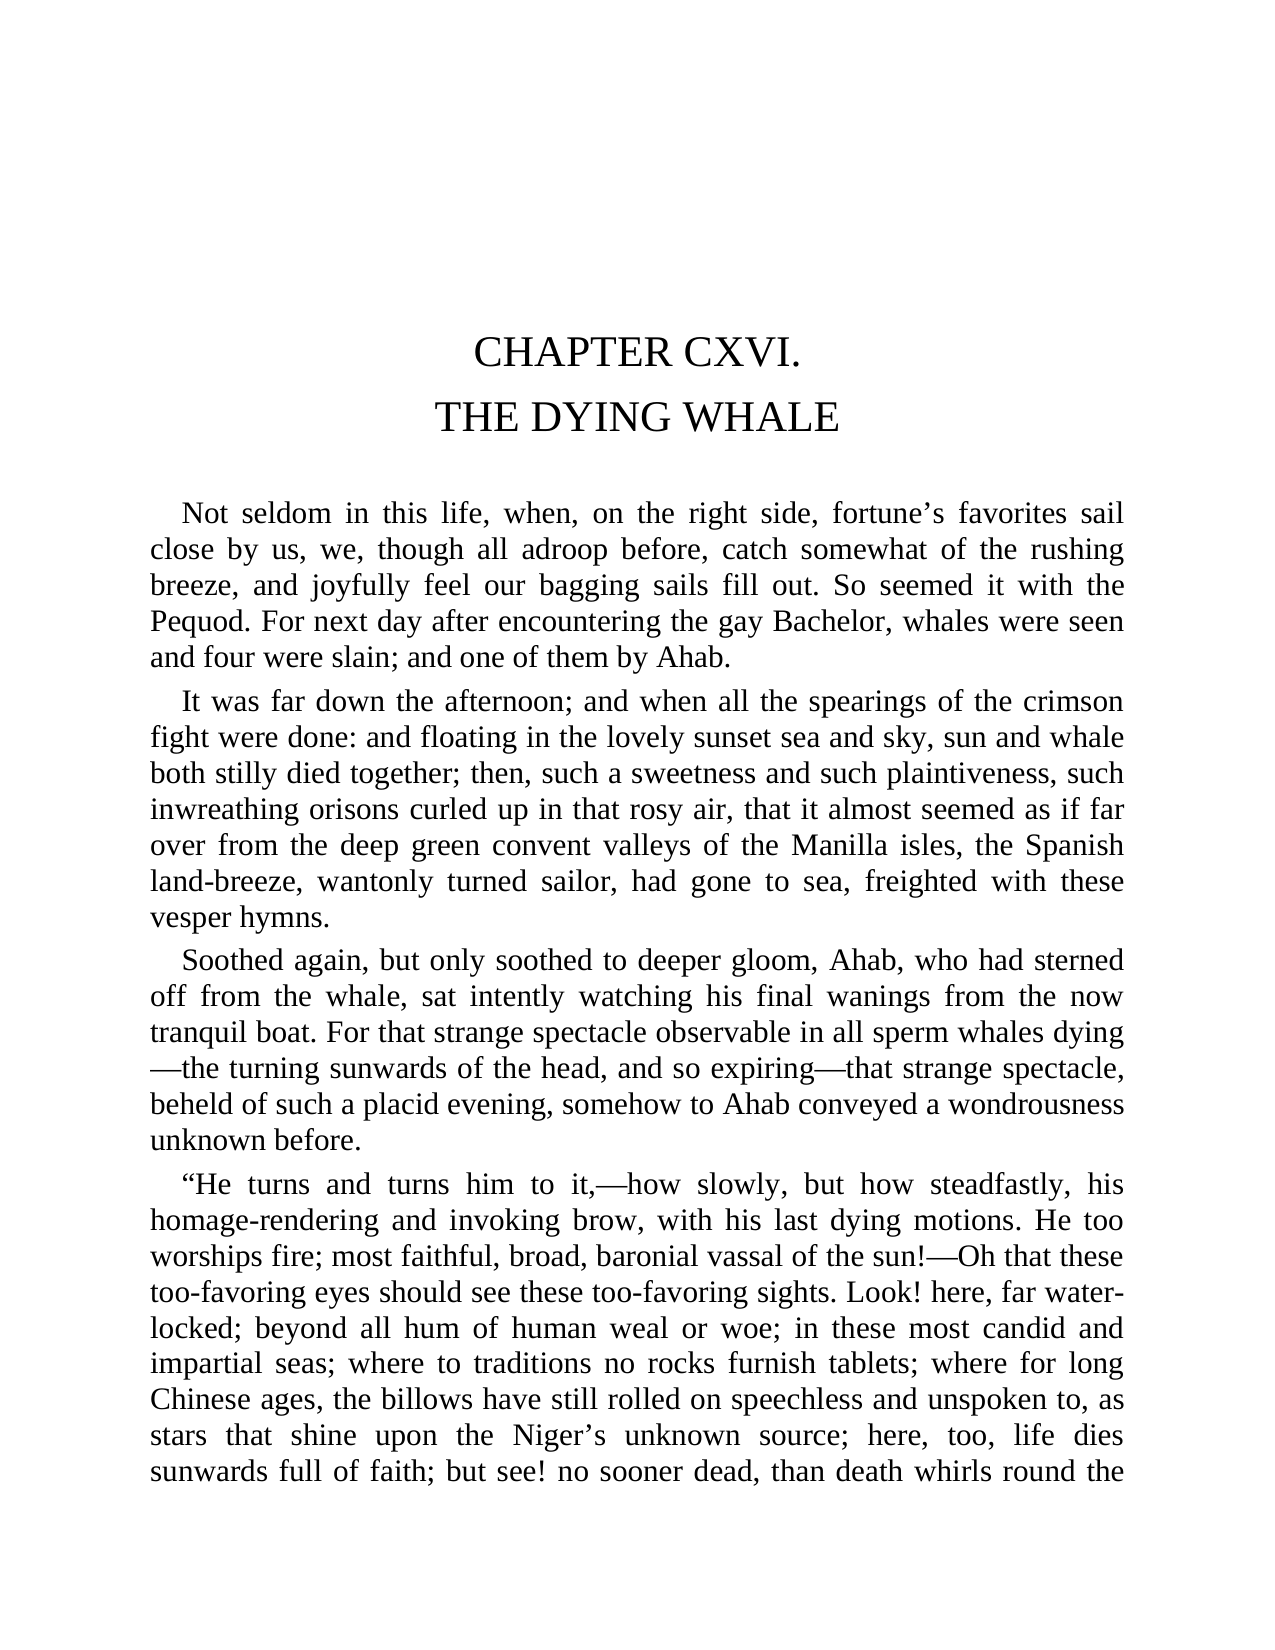 CHAPTER CXVI.
THE DYING WHALE
Not seldom in this life, when, on the right side, fortune’s favorites sail
close by us, we, though all adroop before, catch somewhat of the rushing
breeze, and joyfully feel our bagging sails fill out. So seemed it with the
Pequod. For next day after encountering the gay Bachelor, whales were seen
and four were slain; and one of them by Ahab.
It was far down the afternoon; and when all the spearings of the crimson
fight were done: and floating in the lovely sunset sea and sky, sun and whale
both stilly died together; then, such a sweetness and such plaintiveness, such
inwreathing orisons curled up in that rosy air, that it almost seemed as if far
over from the deep green convent valleys of the Manilla isles, the Spanish
land-breeze, wantonly turned sailor, had gone to sea, freighted with these
vesper hymns.
Soothed again, but only soothed to deeper gloom, Ahab, who had sterned
off from the whale, sat intently watching his final wanings from the now
tranquil boat. For that strange spectacle observable in all sperm whales dying
—the turning sunwards of the head, and so expiring—that strange spectacle,
beheld of such a placid evening, somehow to Ahab conveyed a wondrousness
unknown before.
“He turns and turns him to it,—how slowly, but how steadfastly, his
homage-rendering and invoking brow, with his last dying motions. He too
worships fire; most faithful, broad, baronial vassal of the sun!—Oh that these
too-favoring eyes should see these too-favoring sights. Look! here, far water-
locked; beyond all hum of human weal or woe; in these most candid and
impartial seas; where to traditions no rocks furnish tablets; where for long
Chinese ages, the billows have still rolled on speechless and unspoken to, as
stars that shine upon the Niger’s unknown source; here, too, life dies
sunwards full of faith; but see! no sooner dead, than death whirls round the